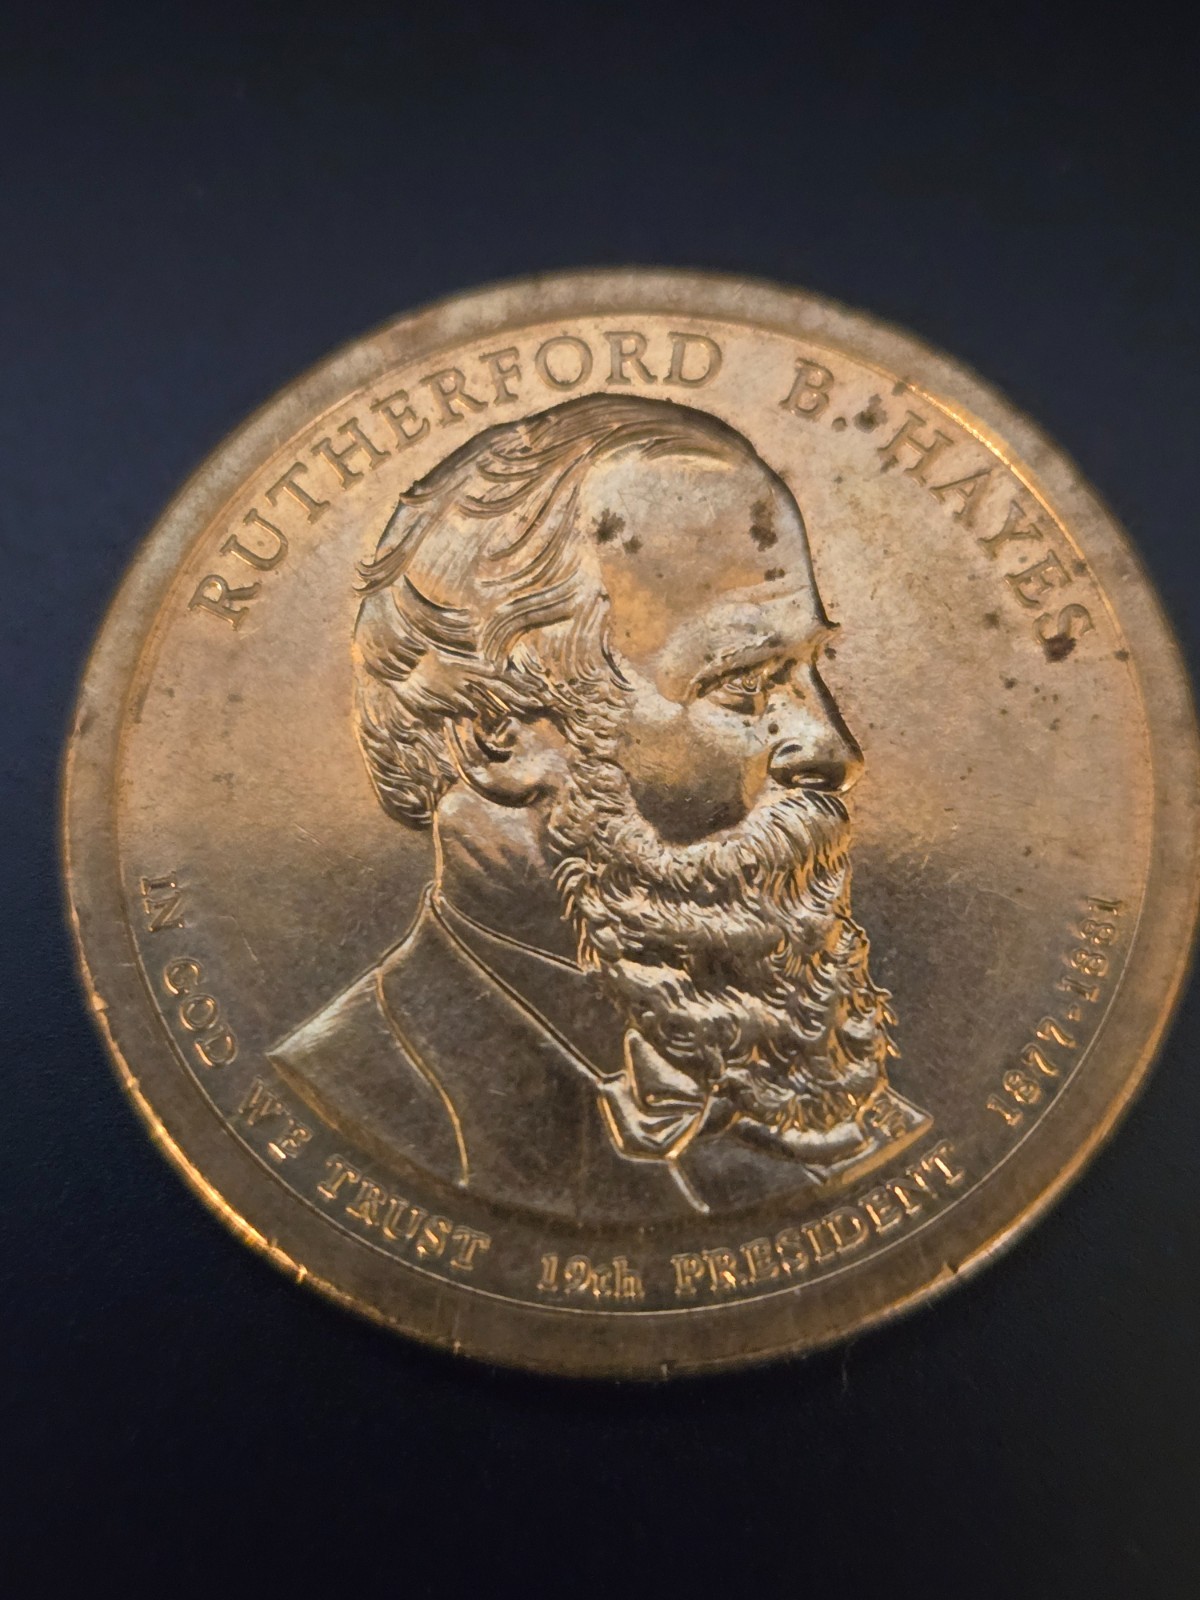 RUTHERFORD B. HAYES
IN GOD WE TRUST 19th PRESIDENT 1877-1881